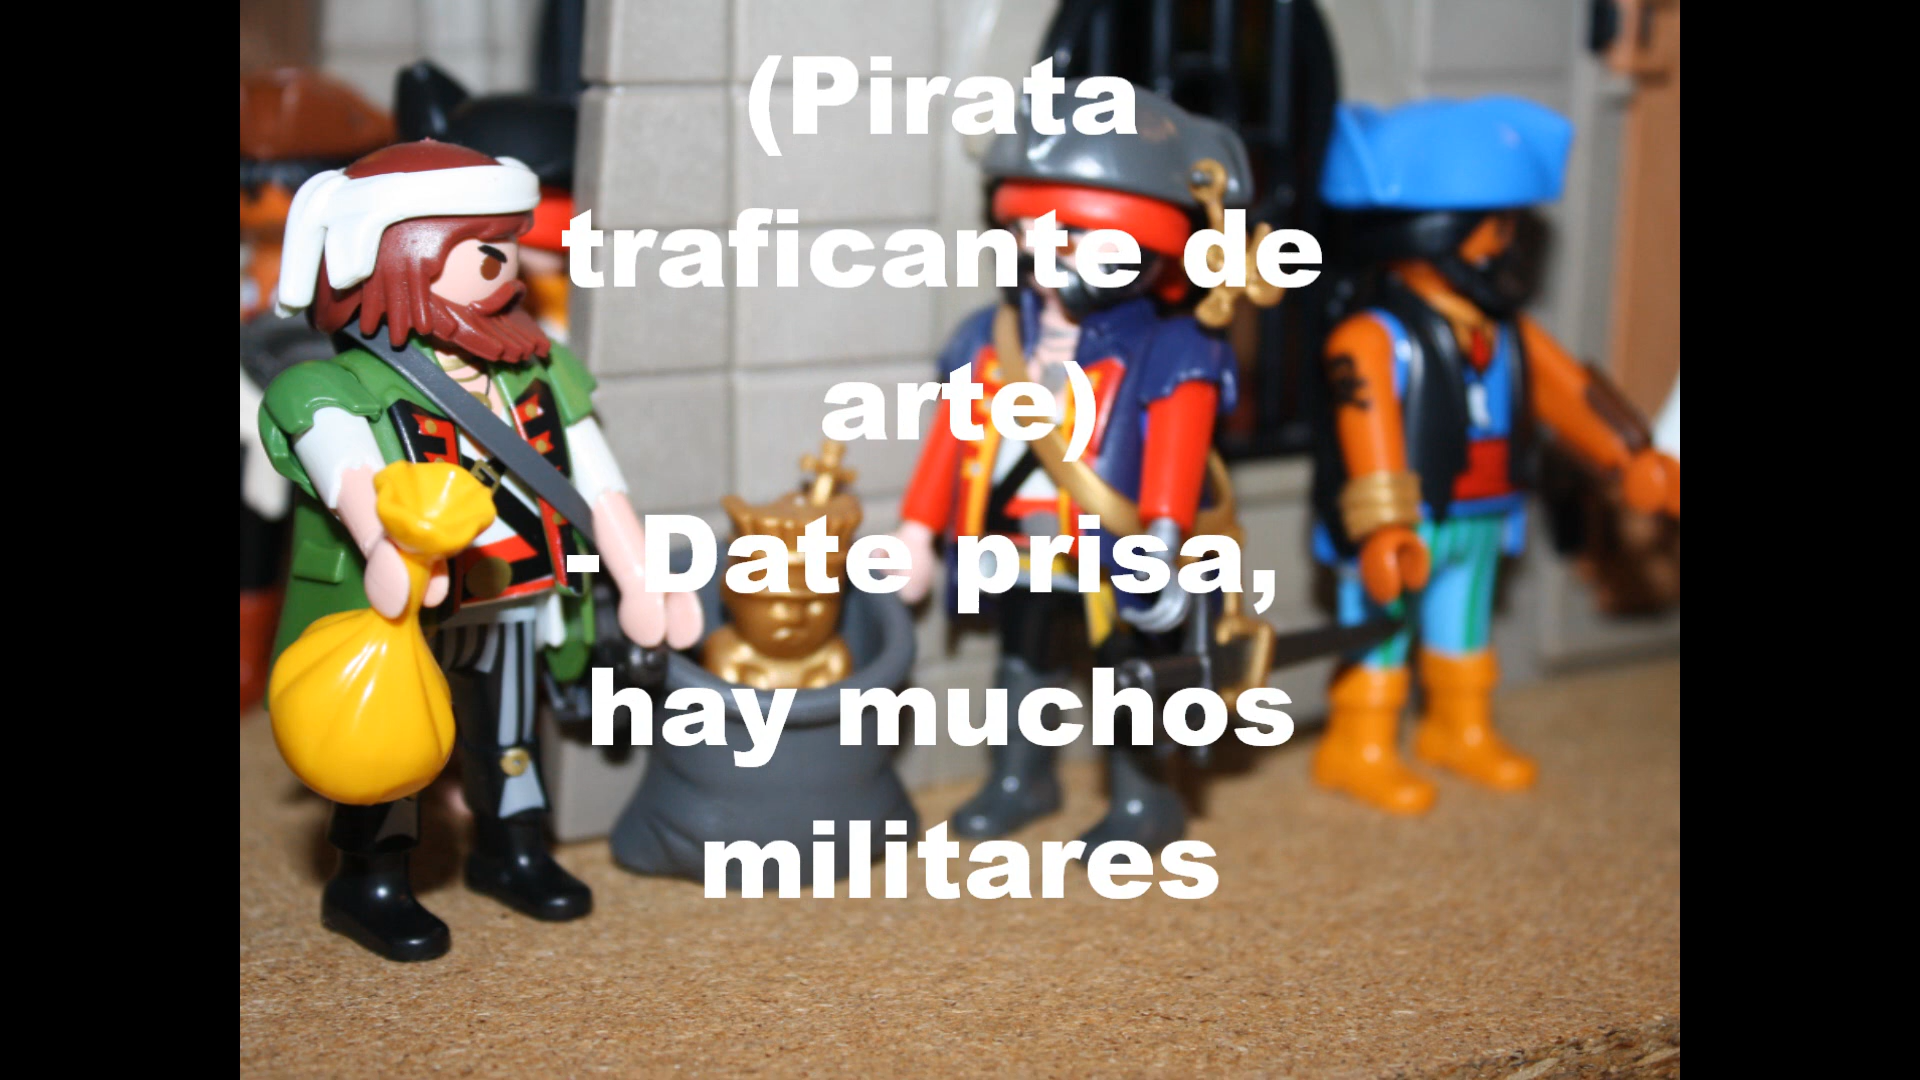 (Pirata
traficante de
arte)
- Date prisa,
hay muchos
militares